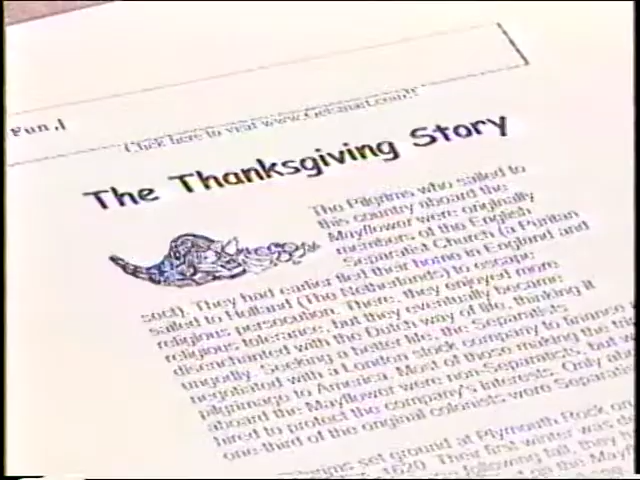 Fun,
Click here to visit www.Getsmart.com!!
The Thanksgiving Story
The Pilgrims who sailed to
this country aboard the
Mayflower were originally
members of the English
Separatist Church (a Puritan
sect). They had earlier fled their home in England and
sailed to Holland (The Netherlands) to escape
religious persecution. There, they enjoyed more
religious tolerance, but they eventually became
disenchanted with the Dutch way of life, thinking it
ungodly. Seeking a better life, the Separatists
negotiated with a London stock company to finance
pilgrimage to America. Most of those making the
aboard the Mayflower were non-Separatists, but
hired to protect the company's interests. Only
one-third of the original colonists were
set ground at Plymouth Rock on
1620. Their first winter was
following fall, they
on the